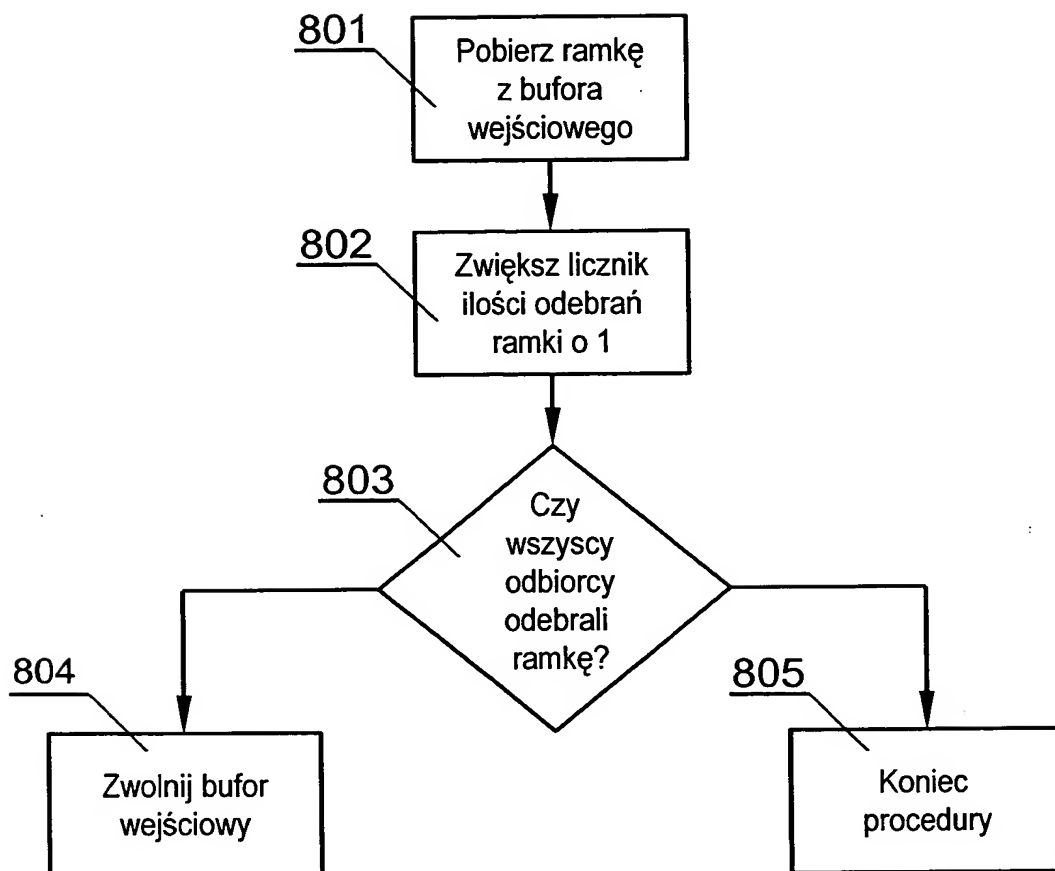 801
Pobierz ramkę
z bufora
wejściowego
802
Zwiększ licznik
ilości odebrań
ramki o 1
803
Czy
wszyscy
odbiorcy
odebrali
ramkę?
804
Zwolnij bufor
wejściowy
805
Koniec
procedury